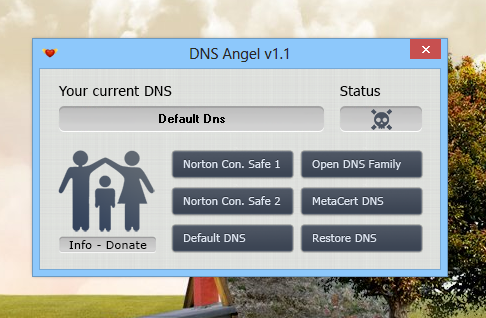 DNS Angel v1.1
Your current DNS
Status
Default Dns
Norton Con. Safe 1
Open DNS Family
Norton Con. Safe 2
MetaCert DNS
Default DNS
Restore DNS
Info - Donate